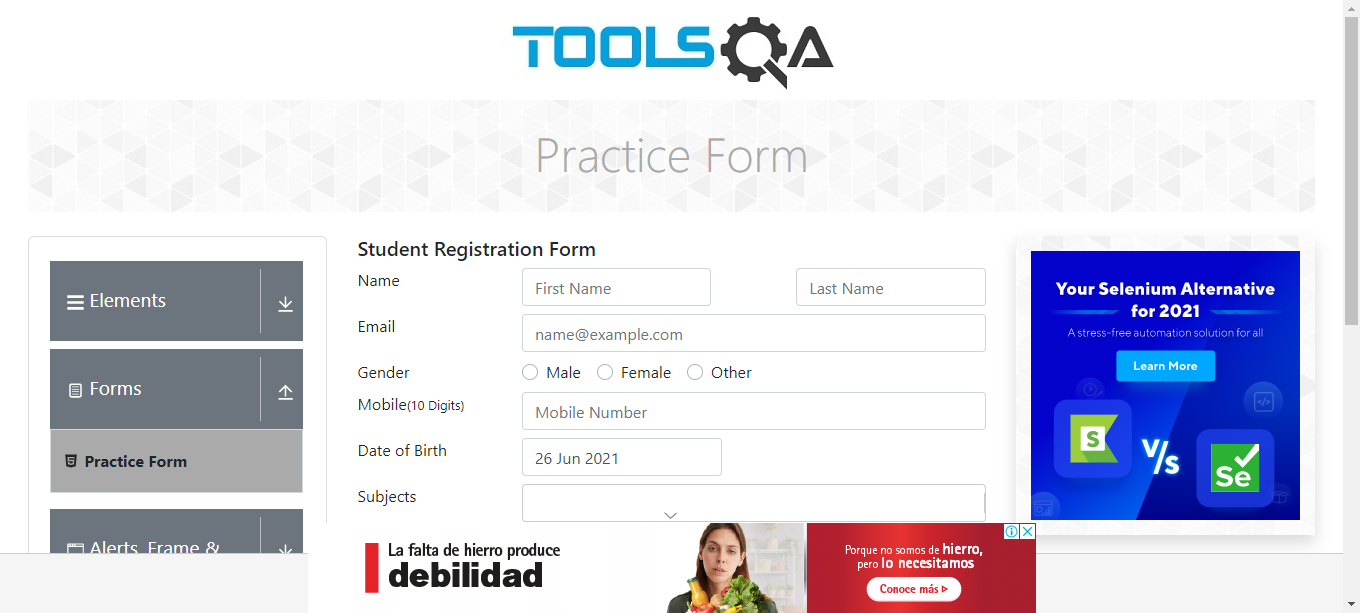 TOOLSQA
Practice Form
Elements
Forms
Practice Form
Alerts, Frame &
Student Registration Form
Name
First Name
Last Name
Email
name@example.com
Gender
Male
Female
Other
Mobile(10 Digits)
Mobile Number
Date of Birth
26 Jun 2021
Subjects
Your Selenium Alternative
for 2021
A stress-free automation solution for all
Learn More
S
V/s
Se
La falta de hierro produce
debilidad
Porque no somos de hierro,
pero lo necesitamos
Conoce más